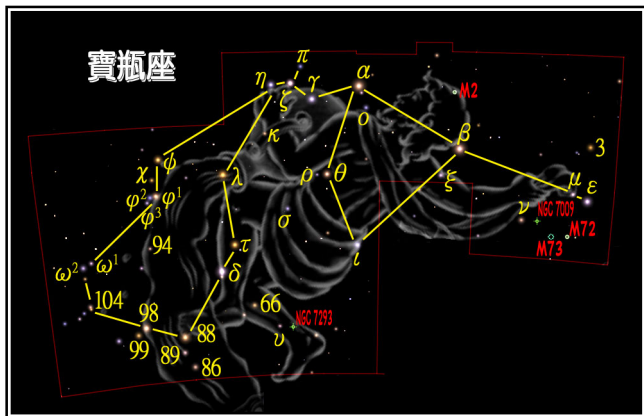 寶瓶座
π
η
ζ
γ
α
ο
κ
M2
β
3
φ
χ
λ
ρ
θ
ξ
μ
ε
φ²
φ¹
φ³
σ
ν
NGC 7009
94
τ
ι
M73
M72
ω²
ω¹
δ
104
98
66
88
υ
NGC 7293
99
89
86